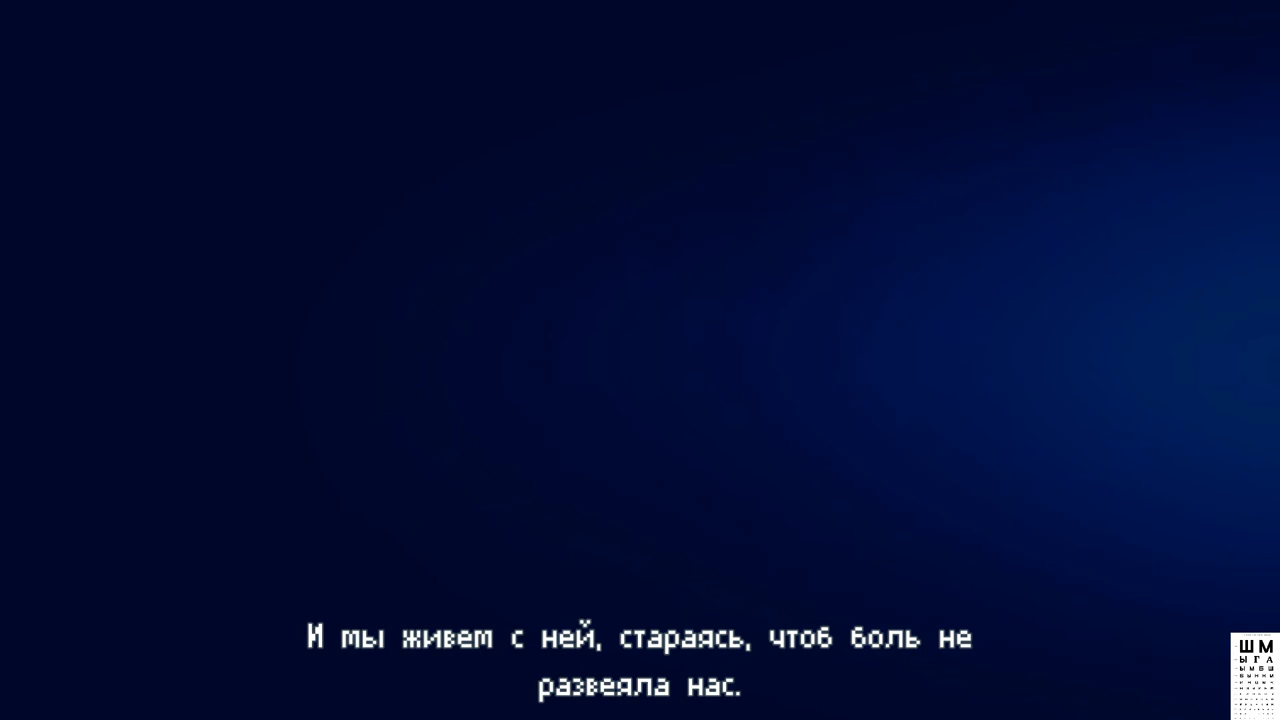 И мы живем с ней, стараясь, чтоб боль не
развеяла нас.
Ш М
Ы Г А